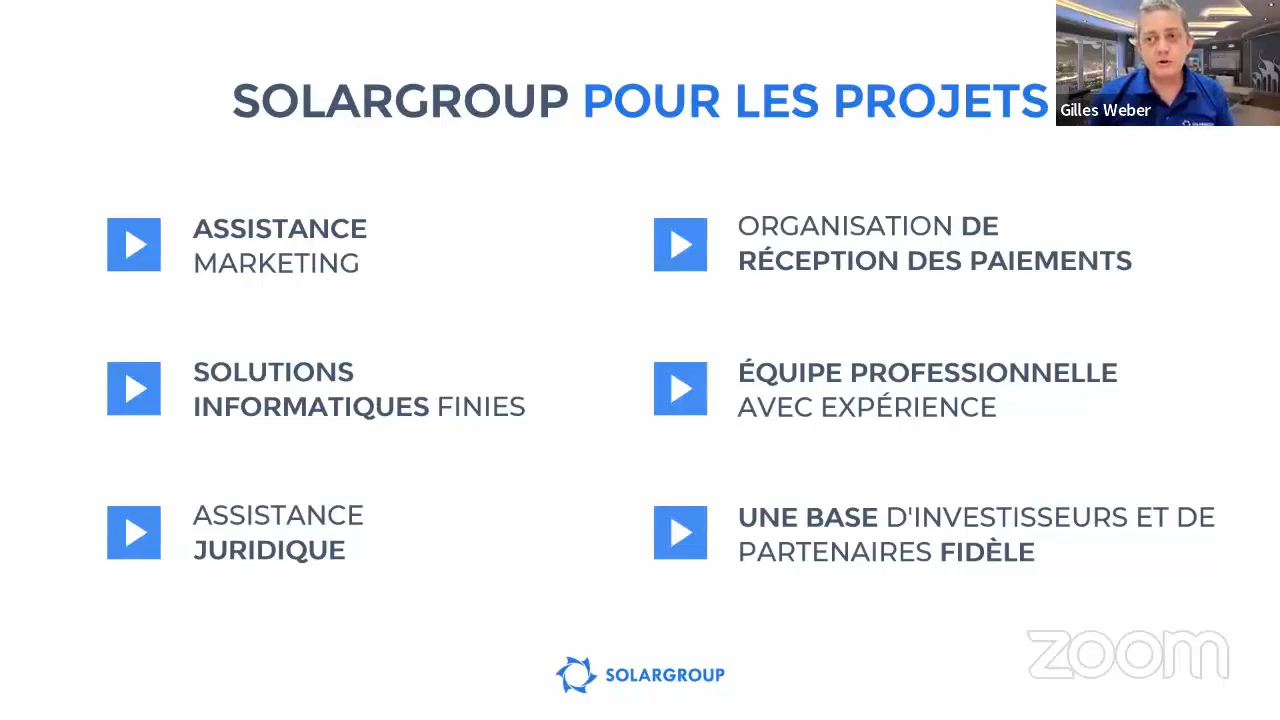 SOLARGROUP POUR LES PROJETS
Gilles Weber
ASSISTANCE
MARKETING
ORGANISATION DE
RÉCEPTION DES PAIEMENTS
SOLUTIONS
INFORMATIQUES FINIES
ÉQUIPE PROFESSIONNELLE
AVEC EXPÉRIENCE
ASSISTANCE
JURIDIQUE
UNE BASE D'INVESTISSEURS ET DE
PARTENAIRES FIDÈLE
SOLARGROUP
zoom